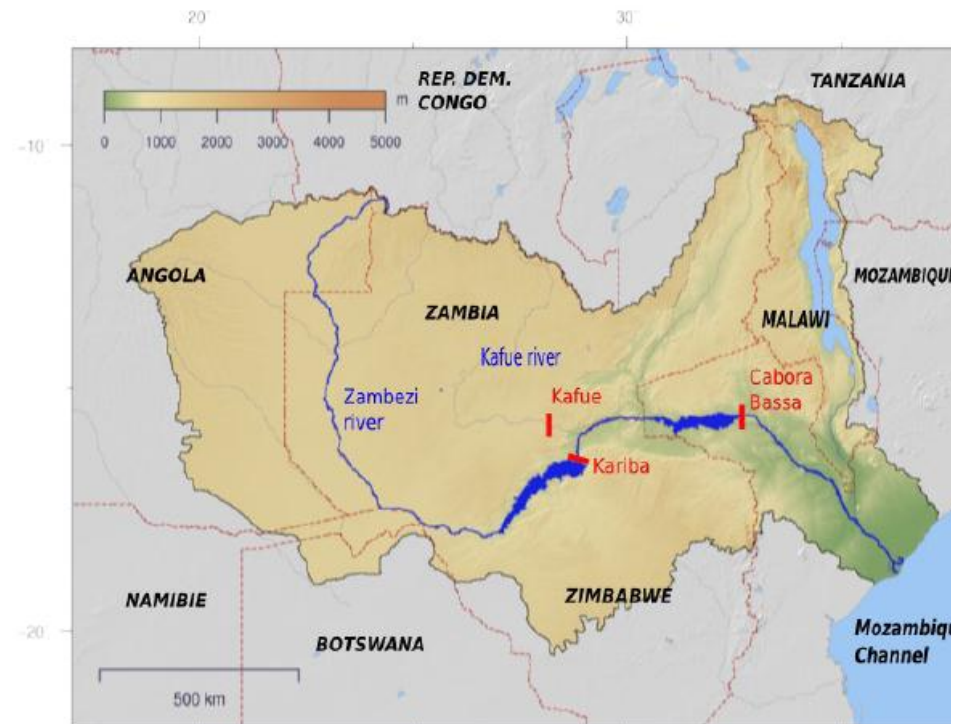 20
30
REP. DEM.
CONGO
TANZANIA
m
0 1000 2000 3000 4000 5000
-10
ANGOLA
MOZAMBIQU
ZAMBIA
MALAWI
Kafue river
Zambezi
river
Kafue
Cabora
Bassa
Kariba
NAMIBIE
ZIMBABWE
BOTSWANA
-20
Mozambiqu
Channel
500 km